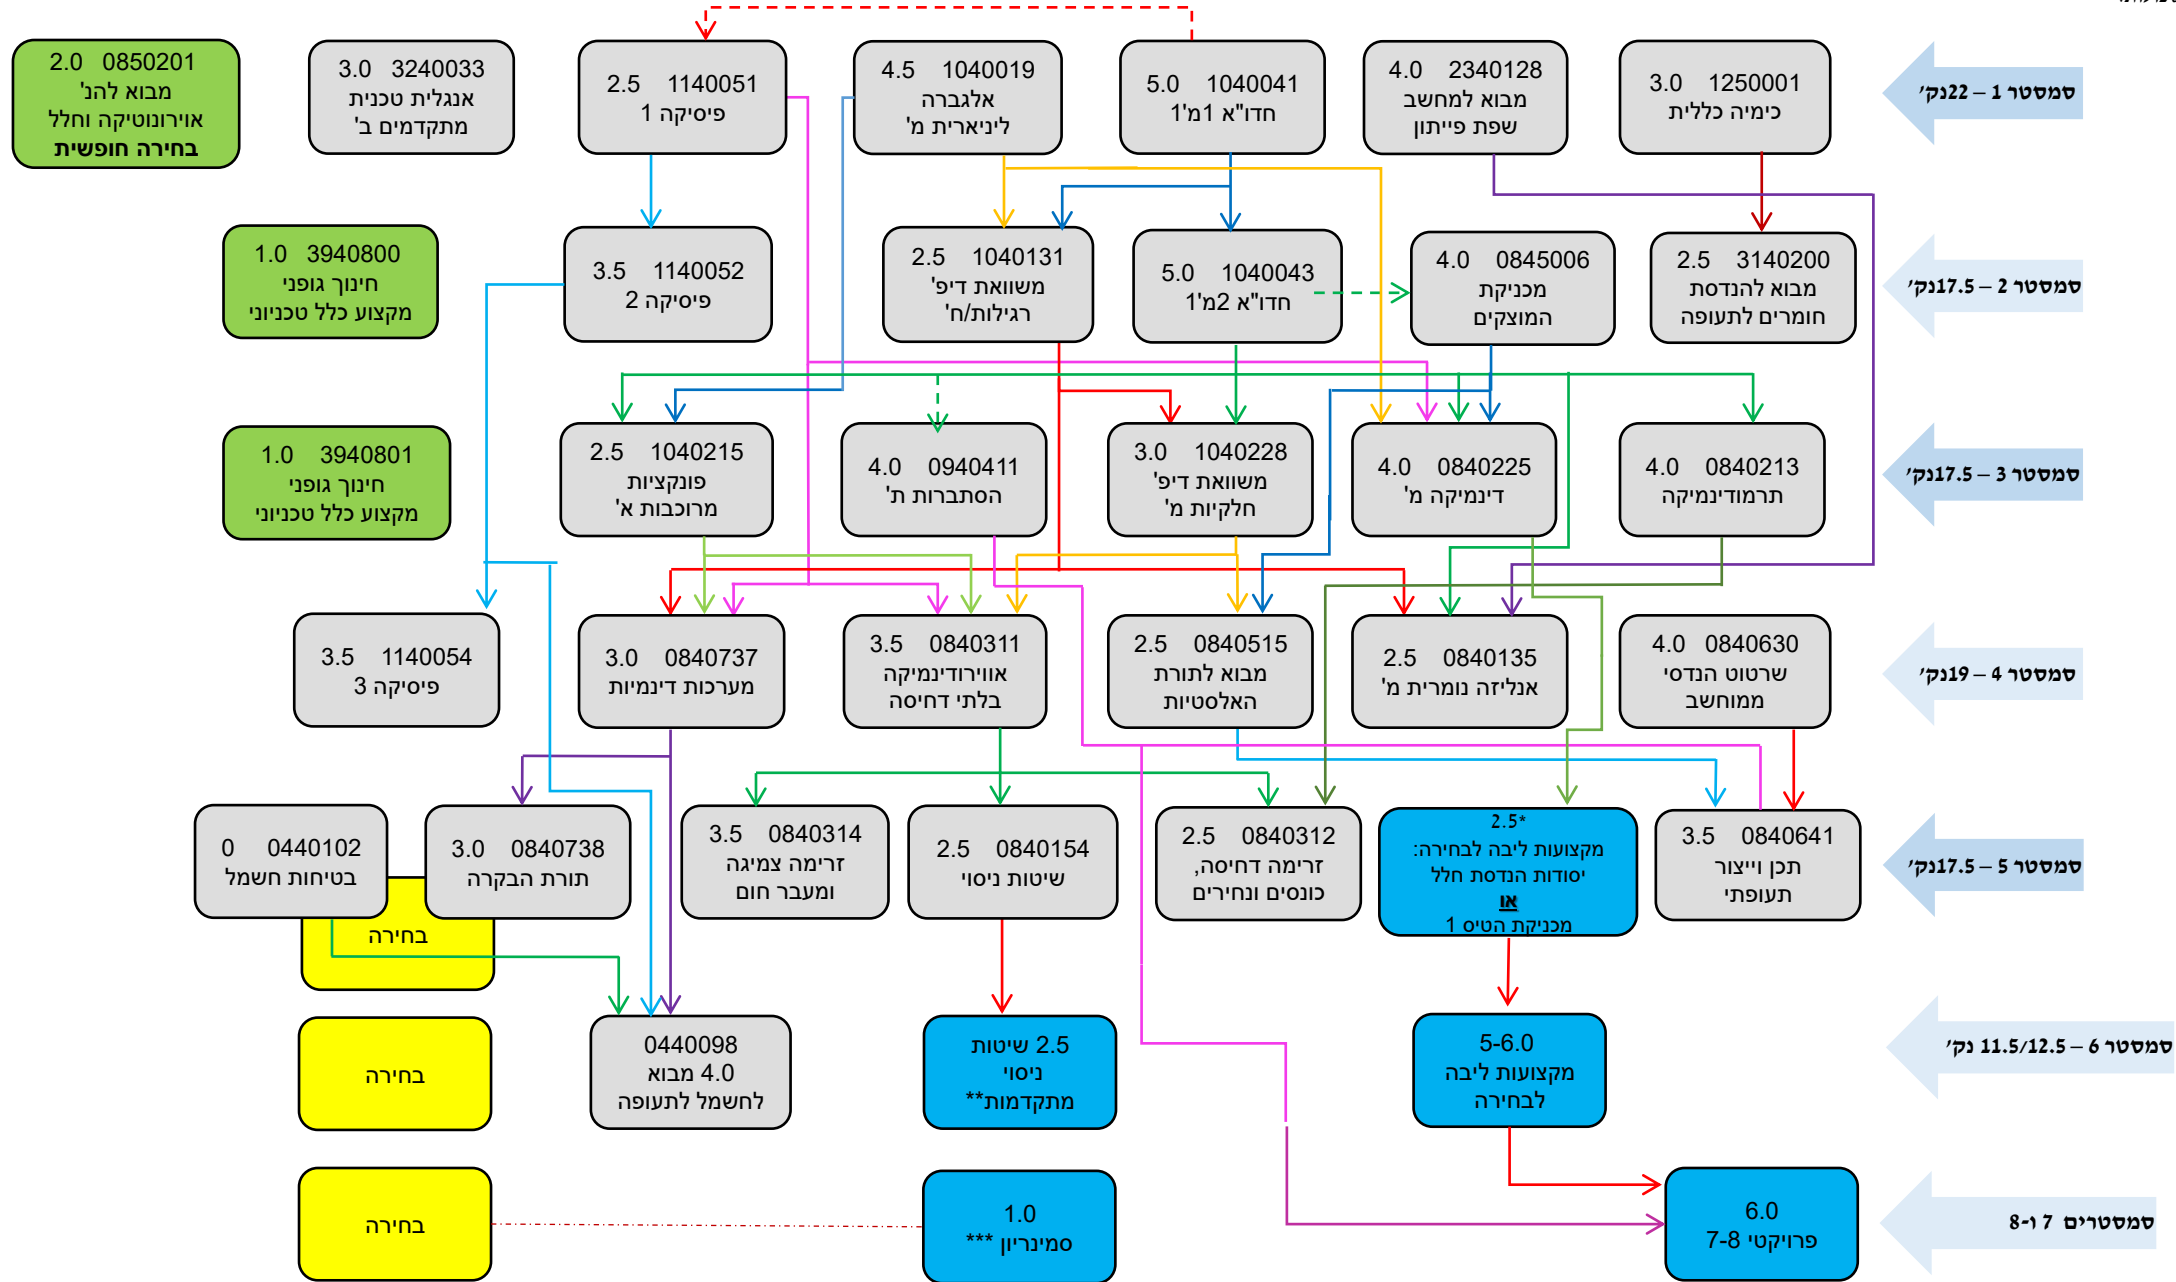 סמסטר 1 – 22נק'
1250001 3.0
כימיה כללית
2340128 4.0
מבוא למחשב
שפת פייתון
1040041 5.0
חדו"א 1מ'1
1040019 4.5
אלגברה
ליניארית מ'
1140051 2.5
פיסיקה 1
3240033 3.0
אנגלית טכנית
מתקדמים ב'
0850201 2.0
מבוא להנ'
אוירונוטיקה וחלל
בחירה חופשית
סמסטר 2 – 17.5נק'
3140200 2.5
מבוא להנדסת
חומרים לתעופה
0845006 4.0
מכניקת
המוצקים
1040043 5.0
חדו"א 2מ'1
1040131 2.5
משוואת דיפ'
רגילות/ח'
1140052 3.5
פיסיקה 2
3940800 1.0
חינוך גופני
מקצוע כלל טכניוני
סמסטר 3 – 17.5נק'
0840213 4.0
תרמודינמיקה
0840225 4.0
דינמיקה מ'
1040228 3.0
משוואת דיפ'
חלקיות מ'
0940411 4.0
הסתברות ת'
1040215 2.5
פונקציות
מרוכבות א'
3940801 1.0
חינוך גופני
מקצוע כלל טכניוני
סמסטר 4 – 19נק'
0840630 4.0
שרטוט הנדסי
ממוחשב
0840135 2.5
אנליזה נומרית מ'
0840515 2.5
מבוא לתורת
האלסטיות
0840311 3.5
אווירודינמיקה
בלתי דחיסה
0840737 3.0
מערכות דינמיות
1140054 3.5
פיסיקה 3
סמסטר 5 – 17.5נק'
0840641 3.5
תכן וייצור
תעופתי
2.5*
מקצועות ליבה לבחירה:
יסודות הנדסת חלל
או
מכניקת הטיס 1
0840312 2.5
זרימה דחיסה,
כונסים ונחירים
0840154 2.5
שיטות ניסוי
0840314 3.5
זרימה צמיגה
ומעבר חום
0840738 3.0
תורת הבקרה
0440102 0
בטיחות חשמל
בחירה
סמסטר 6 – 11.5/12.5 נק'
5-6.0
מקצועות ליבה
לבחירה
2.5 שיטות
ניסוי
מתקדמות**
0440098
4.0 מבוא
לחשמל לתעופה
בחירה
סמסטרים 7 ו-8
6.0
פרויקטי 7-8
1.0
סמינריון ***
בחירה